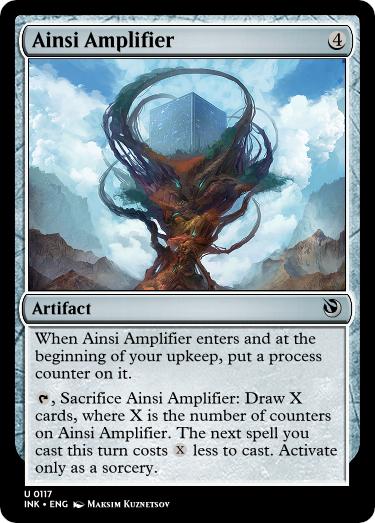 Ainsi Amplifier 4
Artifact
When Ainsi Amplifier enters and at the
beginning of your upkeep, put a process
counter on it.
, Sacrifice Ainsi Amplifier: Draw X
cards, where X is the number of counters
on Ainsi Amplifier. The next spell you
cast this turn costs X less to cast. Activate
only as a sorcery.
U 0117
INK • ENG Maksim Kuznetsov